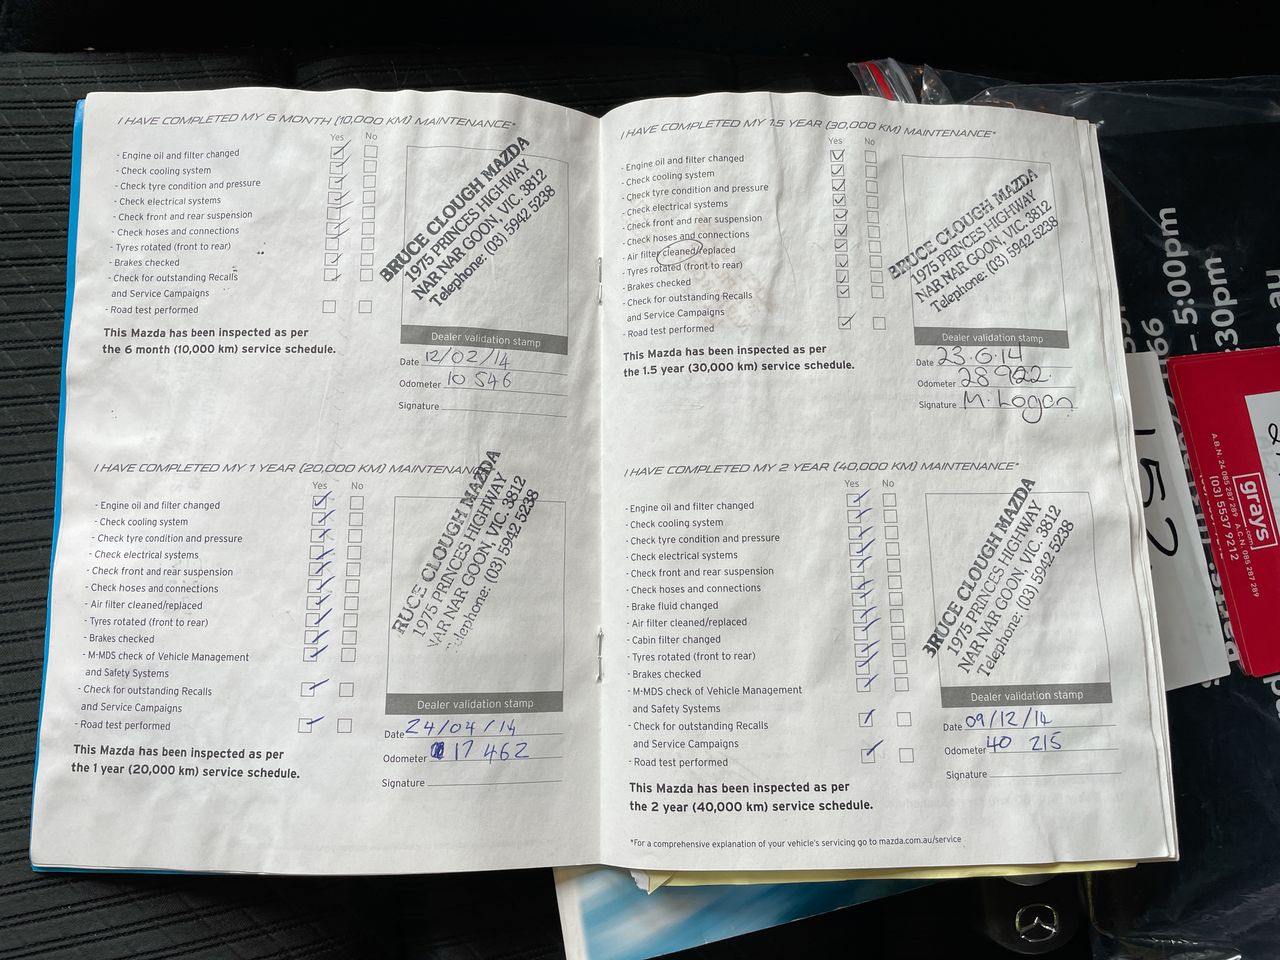 I HAVE COMPLETED MY 6 MONTH (10,000 KM) MAINTENANCE*
Yes No
- Engine oil and filter changed
- Check cooling system
- Check tyre condition and pressure
- Check electrical systems
- Check front and rear suspension
- Check hoses and connections
- Tyres rotated (front to rear)
- Brakes checked
- Check for outstanding Recalls
and Service Campaigns
- Road test performed
This Mazda has been inspected as per
the 6 month (10,000 km) service schedule.
BRUCE CLOUGH MAZDA
1975 PRINCES HIGHWAY
NAR NAR GOON, VIC. 3812
Telephone: (03) 5942 5238
Dealer validation stamp
Date 12/02/14
Odometer 10 546
Signature
I HAVE COMPLETED MY 1 YEAR (20,000 KM) MAINTENANCE
Yes No
- Engine oil and filter changed
- Check cooling system
- Check tyre condition and pressure
- Check electrical systems
- Check front and rear suspension
- Check hoses and connections
- Air filter cleaned/replaced
- Tyres rotated (front to rear)
- Brakes checked
- M-MDS check of Vehicle Management
and Safety Systems
- Check for outstanding Recalls
and Service Campaigns
- Road test performed
This Mazda has been inspected as per
the 1 year (20,000 km) service schedule.
RUCE CLOUGH MAZDA
1975 PRINCES HIGHWAY
NAR GOON, VIC. 3812
(03) 5942 5238
Dealer validation stamp
Date 24/04/14
Odometer 17 462
Signature
I HAVE COMPLETED MY 1.5 YEAR (30,000 KM) MAINTENANCE*
Yes No
- Engine oil and filter changed
- Check cooling system
- Check tyre condition and pressure
- Check electrical systems
- Check front and rear suspension
- Check hoses and connections
- Air filter cleaned/replaced
- Tyres rotated (front to rear)
- Brakes checked
- Check for outstanding Recalls
and Service Campaigns
- Road test performed
This Mazda has been inspected as per
the 1.5 year (30,000 km) service schedule.
BRUCE CLOUGH MAZDA
1975 PRINCES HIGHWAY
NAR NAR GOON, VIC. 3812
Telephone: (03) 5942 5238
Dealer validation stamp
Date 23.6.14
Odometer 28922.
Signature M. Logan
I HAVE COMPLETED MY 2 YEAR (40,000 KM) MAINTENANCE*
Yes No
- Engine oil and filter changed
- Check cooling system
- Check tyre condition and pressure
- Check electrical systems
- Check front and rear suspension
- Check hoses and connections
- Brake fluid changed
- Air filter cleaned/replaced
- Cabin filter changed
- Tyres rotated (front to rear)
- Brakes checked
- M-MDS check of Vehicle Management
and Safety Systems
- Check for outstanding Recalls
and Service Campaigns
- Road test performed
This Mazda has been inspected as per
the 2 year (40,000 km) service schedule.
BRUCE CLOUGH MAZDA
1975 PRINCES HIGHWAY
NAR NAR GOON, VIC. 3812
Telephone: (03) 5942 5238
Dealer validation stamp
Date 09/12/14
Odometer 40 215
Signature
*For a comprehensive explanation of your vehicle's servicing go to mazda.com.au/service
- 5:00pm
:30pm
66
152
grays
.com
A.B.N. 24 085 287 289 A.C.N. 085 287 289
(03) 5537 9212